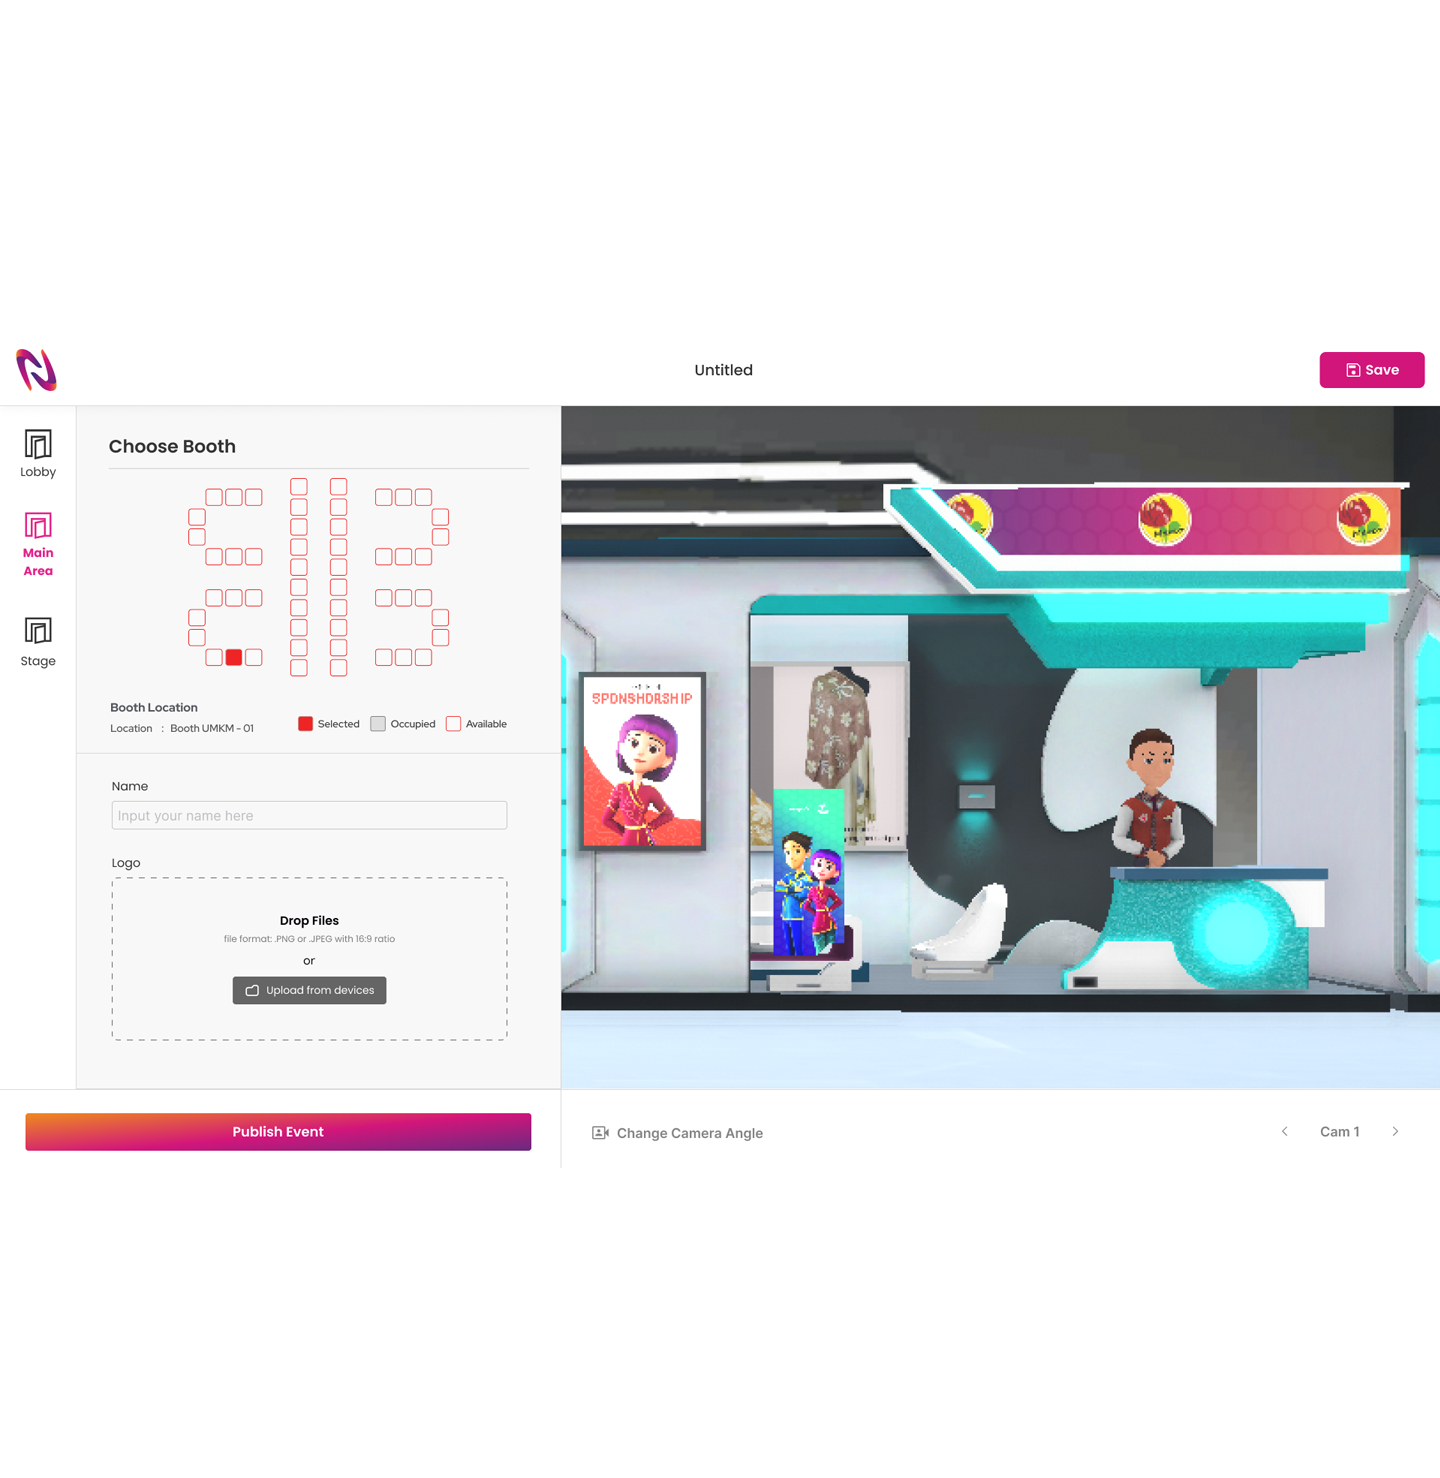 Untitled
Save
Lobby
Main
Area
Stage
Choose Booth
Booth Location
Location : Booth UMKM - 01
Selected
Occupied
Available
Name
Input your name here
Logo
Drop Files
file format: .PNG or .JPEG with 16:9 ratio
or
Upload from devices
Publish Event
SPONSHORSHIP
Change Camera Angle
Cam 1